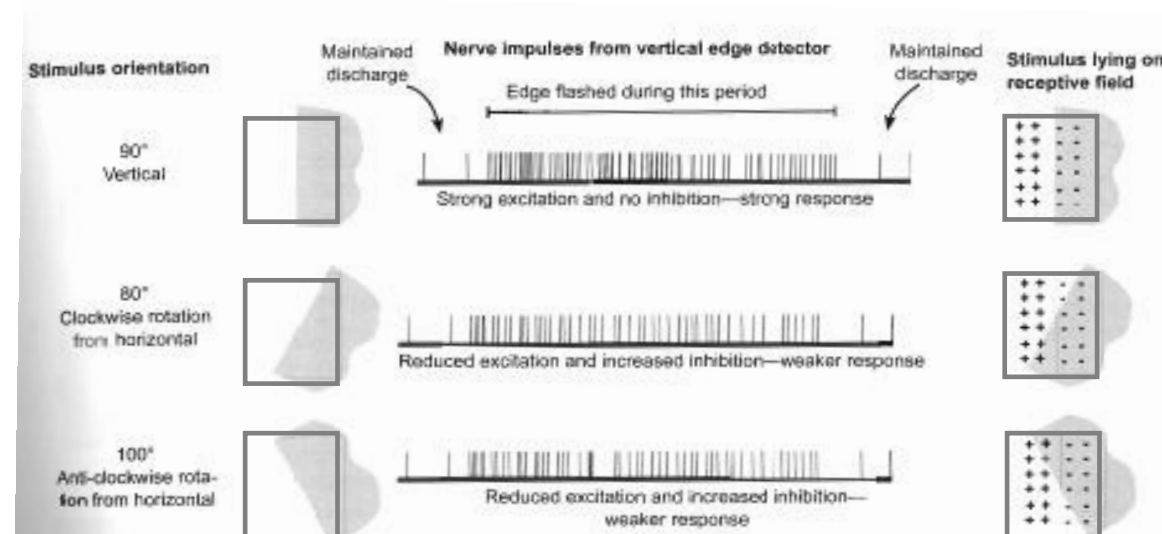 Stimulus orientation
Maintained
discharge
Nerve impulses from vertical edge detector
Maintained
discharge
Stimulus lying on
receptive field
Edge flashed during this period
90°
Vertical
Strong excitation and no inhibition—strong response
80°
Clockwise rotation
from horizontal
Reduced excitation and increased inhibition—weaker response
100°
Anti-clockwise rota-
tion from horizontal
Reduced excitation and increased inhibition—
weaker response